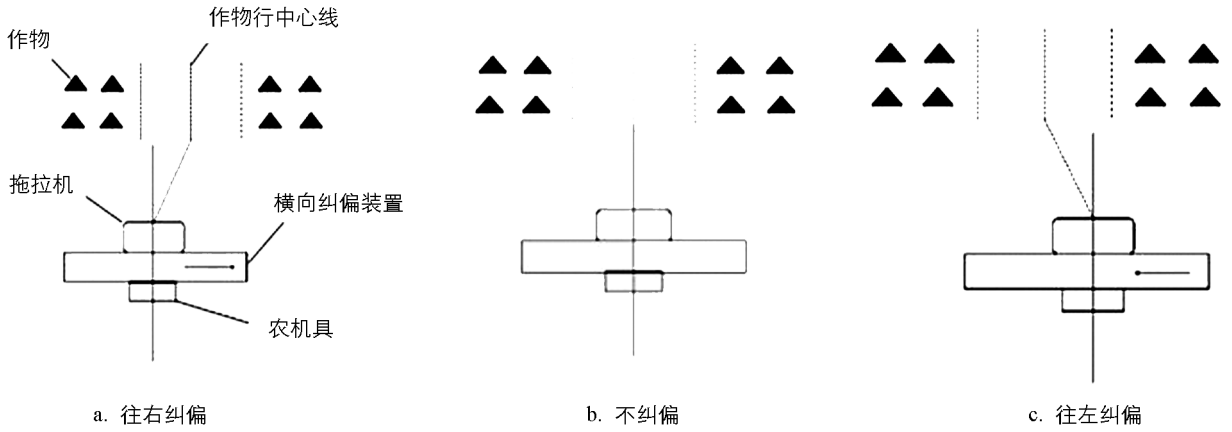 作物行中心线
作物
拖拉机
横向纠偏装置
农机具
a. 往右纠偏
b. 不纠偏
c. 往左纠偏